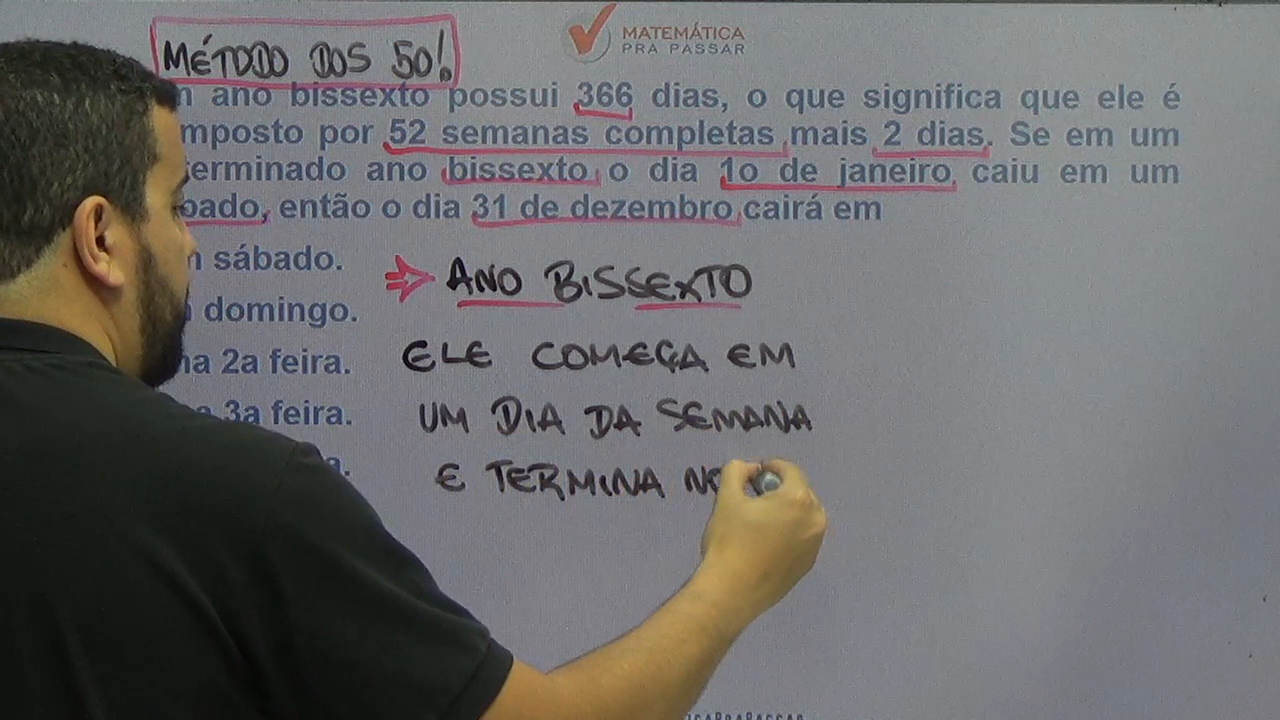 MÉTODO DOS 50!
MATEMÁTICA
PRA PASSAR
ano bissexto possui 366 dias, o que significa que ele é
mposto por 52 semanas completas mais 2 dias. Se em um
erminado ano bissexto o dia 1o de janeiro caiu em um
bado, então o dia 31 de dezembro cairá em
sábado.
domingo.
2a feira.
3a feira.
ANO BISSEXTO
ELE COMEÇA EM
UM DIA DA SEMANA
E TERMINA NO